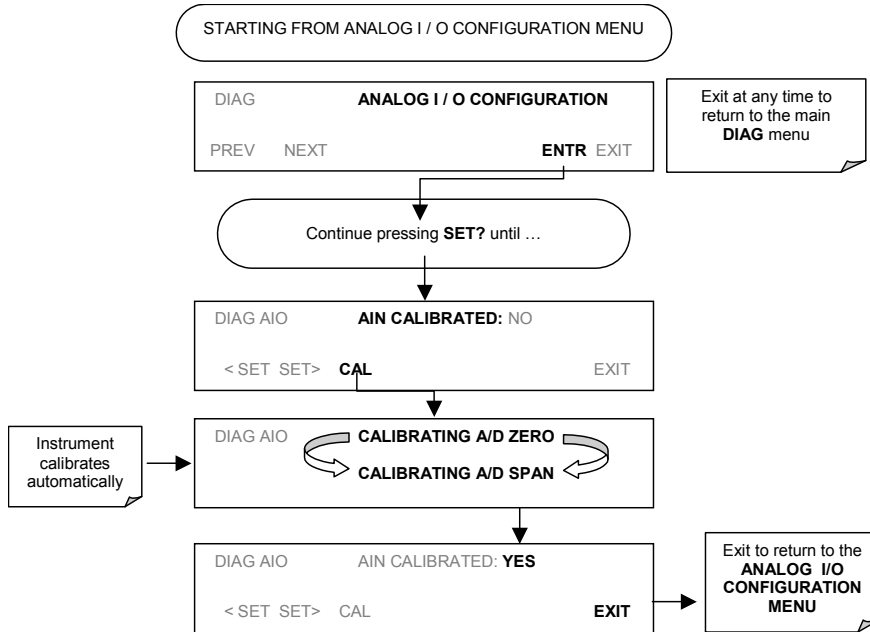 STARTING FROM ANALOG I / O CONFIGURATION MENU
DIAG ANALOG I / O CONFIGURATION
PREV NEXT ENTR EXIT
Exit at any time to
return to the main
DIAG menu
Continue pressing SET? until …
DIAG AIO AIN CALIBRATED: NO
< SET SET> CAL EXIT
Instrument
calibrates
automatically
DIAG AIO CALIBRATING A/D ZERO
CALIBRATING A/D SPAN
DIAG AIO AIN CALIBRATED: YES
< SET SET> CAL EXIT
Exit to return to the
ANALOG I/O
CONFIGURATION
MENU